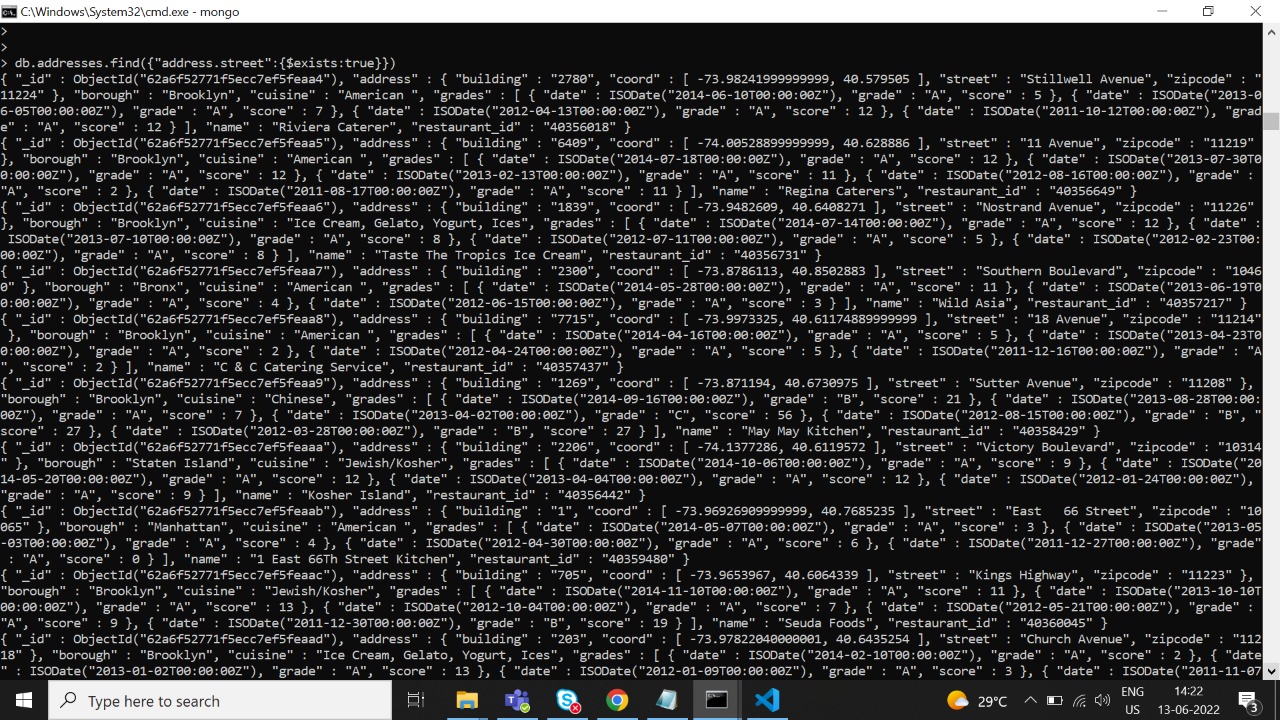 C:\Windows\System32\cmd.exe - mongo
>
>
> db.addresses.find({"address.street":{$exists:true}})
{ "_id" : ObjectId("62a6f52771f5ecc7ef5feaa4"), "address" : { "building" : "2780", "coord" : [ -73.98241999999999, 40.579505 ], "street" : "Stillwell Avenue", "zipcode" : "
11224" }, "borough" : "Brooklyn", "cuisine" : "American ", "grades" : [ { "date" : ISODate("2014-06-10T00:00:00Z"), "grade" : "A", "score" : 5 }, { "date" : ISODate("2013-0
6-05T00:00:00Z"), "grade" : "A", "score" : 7 }, { "date" : ISODate("2012-04-13T00:00:00Z"), "grade" : "A", "score" : 12 }, { "date" : ISODate("2011-10-12T00:00:00Z"), "grad
e" : "A", "score" : 12 } ], "name" : "Riviera Caterer", "restaurant_id" : "40356018" }
{ "_id" : ObjectId("62a6f52771f5ecc7ef5feaa5"), "address" : { "building" : "6409", "coord" : [ -74.00528899999999, 40.628886 ], "street" : "11 Avenue", "zipcode" : "11219"
}, "borough" : "Brooklyn", "cuisine" : "American ", "grades" : [ { "date" : ISODate("2014-07-18T00:00:00Z"), "grade" : "A", "score" : 12 }, { "date" : ISODate("2013-07-30T0
0:00:00Z"), "grade" : "A", "score" : 12 }, { "date" : ISODate("2013-02-13T00:00:00Z"), "grade" : "A", "score" : 11 }, { "date" : ISODate("2012-08-16T00:00:00Z"), "grade" :
"A", "score" : 2 }, { "date" : ISODate("2011-08-17T00:00:00Z"), "grade" : "A", "score" : 11 } ], "name" : "Regina Caterers", "restaurant_id" : "40356649" }
{ "_id" : ObjectId("62a6f52771f5ecc7ef5feaa6"), "address" : { "building" : "1839", "coord" : [ -73.9482609, 40.6408271 ], "street" : "Nostrand Avenue", "zipcode" : "11226"
}, "borough" : "Brooklyn", "cuisine" : "Ice Cream, Gelato, Yogurt, Ices", "grades" : [ { "date" : ISODate("2014-07-14T00:00:00Z"), "grade" : "A", "score" : 12 }, { "date" :
 ISODate("2013-07-10T00:00:00Z"), "grade" : "A", "score" : 8 }, { "date" : ISODate("2012-07-11T00:00:00Z"), "grade" : "A", "score" : 5 }, { "date" : ISODate("2012-02-23T00:
00:00Z"), "grade" : "A", "score" : 8 } ], "name" : "Taste The Tropics Ice Cream", "restaurant_id" : "40356731" }
{ "_id" : ObjectId("62a6f52771f5ecc7ef5feaa7"), "address" : { "building" : "2300", "coord" : [ -73.8786113, 40.8502883 ], "street" : "Southern Boulevard", "zipcode" : "1046
0" }, "borough" : "Bronx", "cuisine" : "American ", "grades" : [ { "date" : ISODate("2014-05-28T00:00:00Z"), "grade" : "A", "score" : 11 }, { "date" : ISODate("2013-06-19T0
0:00:00Z"), "grade" : "A", "score" : 4 }, { "date" : ISODate("2012-06-15T00:00:00Z"), "grade" : "A", "score" : 3 } ], "name" : "Wild Asia", "restaurant_id" : "40357217" }
{ "_id" : ObjectId("62a6f52771f5ecc7ef5feaa8"), "address" : { "building" : "7715", "coord" : [ -73.9973325, 40.61174889999999 ], "street" : "18 Avenue", "zipcode" : "11214"
 }, "borough" : "Brooklyn", "cuisine" : "American ", "grades" : [ { "date" : ISODate("2014-04-16T00:00:00Z"), "grade" : "A", "score" : 5 }, { "date" : ISODate("2013-04-23T0
0:00:00Z"), "grade" : "A", "score" : 2 }, { "date" : ISODate("2012-04-24T00:00:00Z"), "grade" : "A", "score" : 5 }, { "date" : ISODate("2011-12-16T00:00:00Z"), "grade" : "A
", "score" : 2 } ], "name" : "C & C Catering Service", "restaurant_id" : "40357437" }
{ "_id" : ObjectId("62a6f52771f5ecc7ef5feaa9"), "address" : { "building" : "1269", "coord" : [ -73.871194, 40.6730975 ], "street" : "Sutter Avenue", "zipcode" : "11208" },
"borough" : "Brooklyn", "cuisine" : "Chinese", "grades" : [ { "date" : ISODate("2014-09-16T00:00:00Z"), "grade" : "B", "score" : 21 }, { "date" : ISODate("2013-08-28T00:00:
00Z"), "grade" : "A", "score" : 7 }, { "date" : ISODate("2013-04-02T00:00:00Z"), "grade" : "C", "score" : 56 }, { "date" : ISODate("2012-08-15T00:00:00Z"), "grade" : "B", "
score" : 27 }, { "date" : ISODate("2012-03-28T00:00:00Z"), "grade" : "B", "score" : 27 } ], "name" : "May May Kitchen", "restaurant_id" : "40358429" }
{ "_id" : ObjectId("62a6f52771f5ecc7ef5feaaa"), "address" : { "building" : "2206", "coord" : [ -74.1377286, 40.6119572 ], "street" : "Victory Boulevard", "zipcode" : "10314
" }, "borough" : "Staten Island", "cuisine" : "Jewish/Kosher", "grades" : [ { "date" : ISODate("2014-10-06T00:00:00Z"), "grade" : "A", "score" : 9 }, { "date" : ISODate("20
14-05-20T00:00:00Z"), "grade" : "A", "score" : 12 }, { "date" : ISODate("2013-04-04T00:00:00Z"), "grade" : "A", "score" : 12 }, { "date" : ISODate("2012-01-24T00:00:00Z"),
"grade" : "A", "score" : 9 } ], "name" : "Kosher Island", "restaurant_id" : "40356442" }
{ "_id" : ObjectId("62a6f52771f5ecc7ef5feaab"), "address" : { "building" : "1", "coord" : [ -73.96926909999999, 40.7685235 ], "street" : "East   66 Street", "zipcode" : "10
065" }, "borough" : "Manhattan", "cuisine" : "American ", "grades" : [ { "date" : ISODate("2014-05-07T00:00:00Z"), "grade" : "A", "score" : 3 }, { "date" : ISODate("2013-05
-03T00:00:00Z"), "grade" : "A", "score" : 4 }, { "date" : ISODate("2012-04-30T00:00:00Z"), "grade" : "A", "score" : 6 }, { "date" : ISODate("2011-12-27T00:00:00Z"), "grade"
 : "A", "score" : 0 } ], "name" : "1 East 66Th Street Kitchen", "restaurant_id" : "40359480" }
{ "_id" : ObjectId("62a6f52771f5ecc7ef5feaac"), "address" : { "building" : "705", "coord" : [ -73.9653967, 40.6064339 ], "street" : "Kings Highway", "zipcode" : "11223" },
"borough" : "Brooklyn", "cuisine" : "Jewish/Kosher", "grades" : [ { "date" : ISODate("2014-11-10T00:00:00Z"), "grade" : "A", "score" : 11 }, { "date" : ISODate("2013-10-10T
00:00:00Z"), "grade" : "A", "score" : 13 }, { "date" : ISODate("2012-10-04T00:00:00Z"), "grade" : "A", "score" : 7 }, { "date" : ISODate("2012-05-21T00:00:00Z"), "grade" :
"A", "score" : 9 }, { "date" : ISODate("2011-12-30T00:00:00Z"), "grade" : "B", "score" : 19 } ], "name" : "Seuda Foods", "restaurant_id" : "40360045" }
{ "_id" : ObjectId("62a6f52771f5ecc7ef5feaad"), "address" : { "building" : "203", "coord" : [ -73.97822040000001, 40.6435254 ], "street" : "Church Avenue", "zipcode" : "112
18" }, "borough" : "Brooklyn", "cuisine" : "Ice Cream, Gelato, Yogurt, Ices", "grades" : [ { "date" : ISODate("2014-02-10T00:00:00Z"), "grade" : "A", "score" : 2 }, { "date
" : ISODate("2013-01-02T00:00:00Z"), "grade" : "A", "score" : 13 }, { "date" : ISODate("2012-01-09T00:00:00Z"), "grade" : "A", "score" : 3 }, { "date" : ISODate("2011-11-07
Type here to search
29°C
ENG
US
14:22
13-06-2022
3